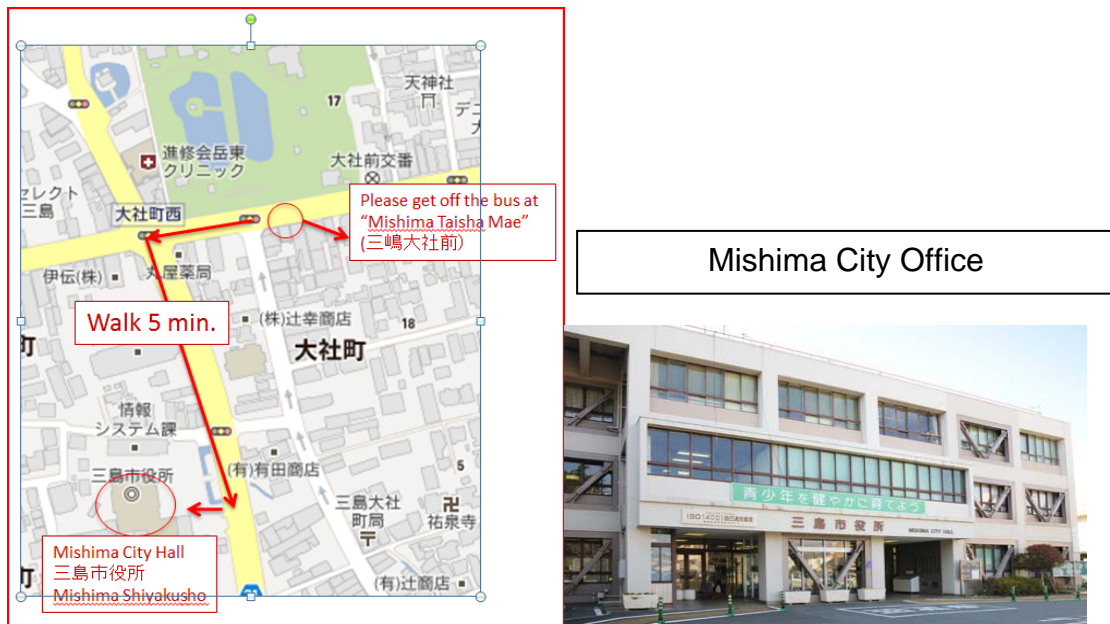 天神社
17
進修会岳東
クリニック
大社前交番
セレクト
三島
大社町西
Please get off the bus at
“Mishima Taisha Mae”
(三嶋大社前)
伊伝(株)
丸屋薬局
Walk 5 min.
(株)辻幸商店
18
大社町
町
情報
システム課
三島市役所
(有)有田商店
5
三島大社
町局
祐泉寺
Mishima City Hall
三島市役所
Mishima Shiyakusho
町
(有)辻商店
Mishima City Office
青少年を健やかに育てよう
ISO14001
三島市役所
MISHIMA CITY HALL